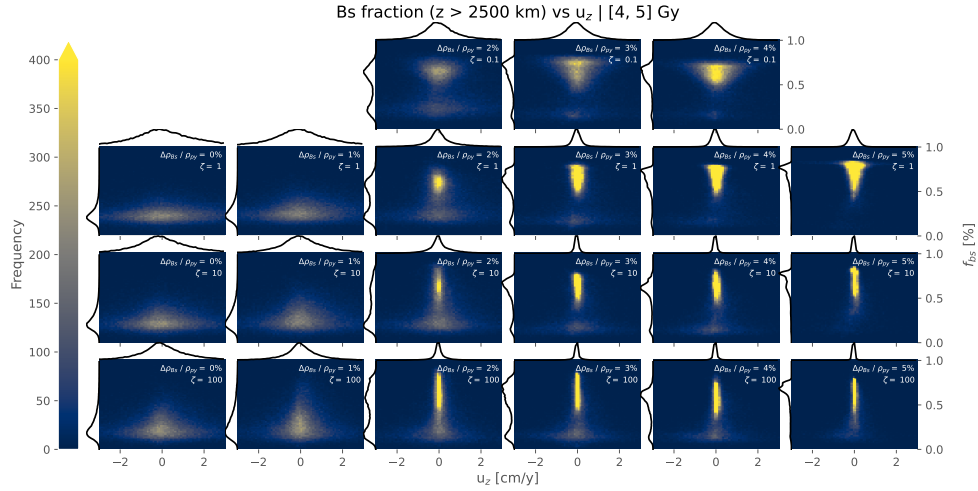 Bs fraction (z > 2500 km) vs u_z | [4, 5] Gy
Δρ_Bs / ρ_py = 2%
ζ = 0.1
Δρ_Bs / ρ_py = 3%
ζ = 0.1
Δρ_Bs / ρ_py = 4%
ζ = 0.1
1.0
0.5
0.0
400
350
300
250
200
150
100
50
0
Frequency
Δρ_Bs / ρ_py = 0%
ζ = 1
Δρ_Bs / ρ_py = 1%
ζ = 1
Δρ_Bs / ρ_py = 2%
ζ = 1
Δρ_Bs / ρ_py = 3%
ζ = 1
Δρ_Bs / ρ_py = 4%
ζ = 1
Δρ_Bs / ρ_py = 5%
ζ = 1
1.0
0.5
0.0
Δρ_Bs / ρ_py = 0%
ζ = 10
Δρ_Bs / ρ_py = 1%
ζ = 10
Δρ_Bs / ρ_py = 2%
ζ = 10
Δρ_Bs / ρ_py = 3%
ζ = 10
Δρ_Bs / ρ_py = 4%
ζ = 10
Δρ_Bs / ρ_py = 5%
ζ = 10
1.0
0.5
0.0
f_bs [%]
Δρ_Bs / ρ_py = 0%
ζ = 100
Δρ_Bs / ρ_py = 1%
ζ = 100
Δρ_Bs / ρ_py = 2%
ζ = 100
Δρ_Bs / ρ_py = 3%
ζ = 100
Δρ_Bs / ρ_py = 4%
ζ = 100
Δρ_Bs / ρ_py = 5%
ζ = 100
1.0
0.5
0.0
−2 0 2 −2 0 2 −2 0 2 −2 0 2 −2 0 2 −2 0 2
u_z [cm/y]